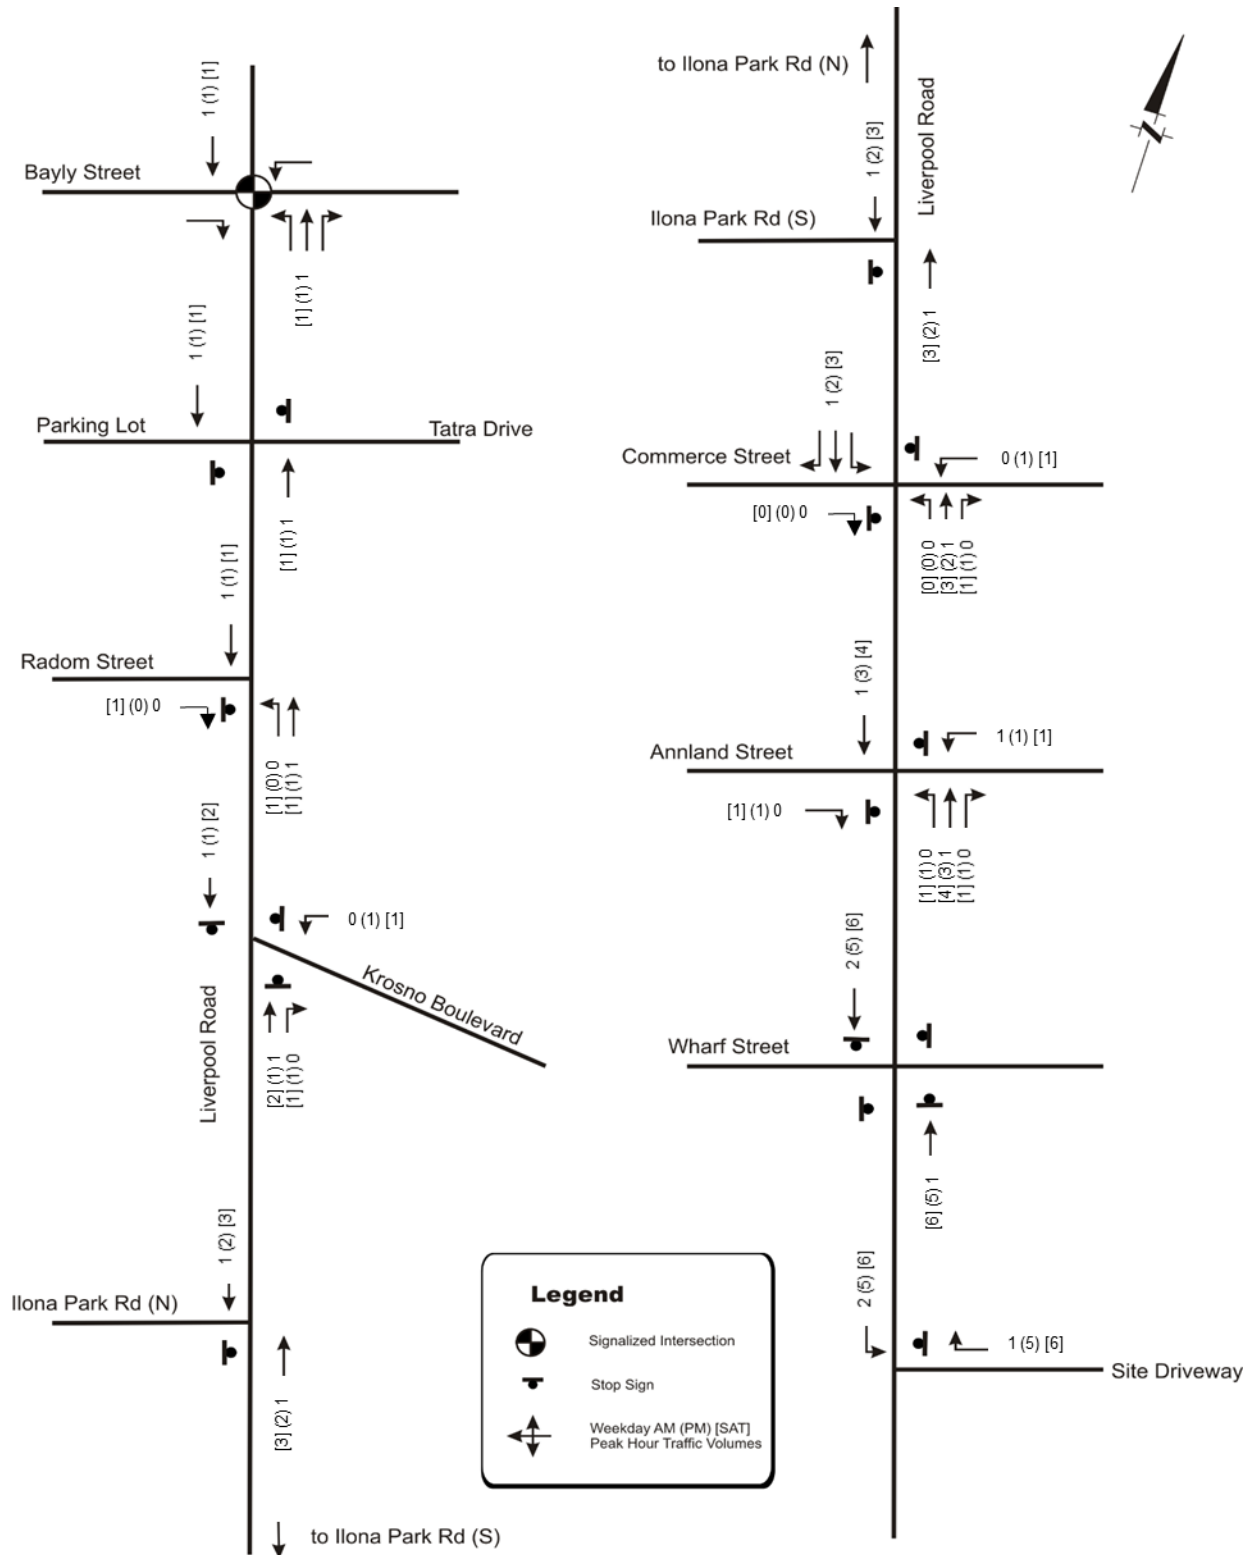 1 (1) [1]
Bayly Street
[1] (1) 1
1 (1) [1]
Parking Lot
Tatra Drive
[1] (1) 1
1 (1) [1]
Radom Street
[1] (0) 0
[1] (0) 0
[1] (1) 1
1 (1) [2]
0 (1) [1]
Krosno Boulevard
Liverpool Road
[2] (1) 1
[1] (1) 0
1 (2) [3]
Ilona Park Rd (N)
[3] (2) 1
to Ilona Park Rd (S)
to Ilona Park Rd (N)
Liverpool Road
1 (2) [3]
Ilona Park Rd (S)
[3] (2) 1
1 (2) [3]
Commerce Street
0 (1) [1]
[0] (0) 0
[0] (0) 0
[3] (2) 1
[1] (1) 0
1 (3) [4]
Annland Street
1 (1) [1]
[1] (1) 0
[1] (1) 0
[4] (3) 1
[1] (1) 0
2 (5) [6]
Wharf Street
[6] (5) 1
2 (5) [6]
1 (5) [6]
Site Driveway
Legend
Signalized Intersection
Stop Sign
Weekday AM (PM) [SAT]
Peak Hour Traffic Volumes
N